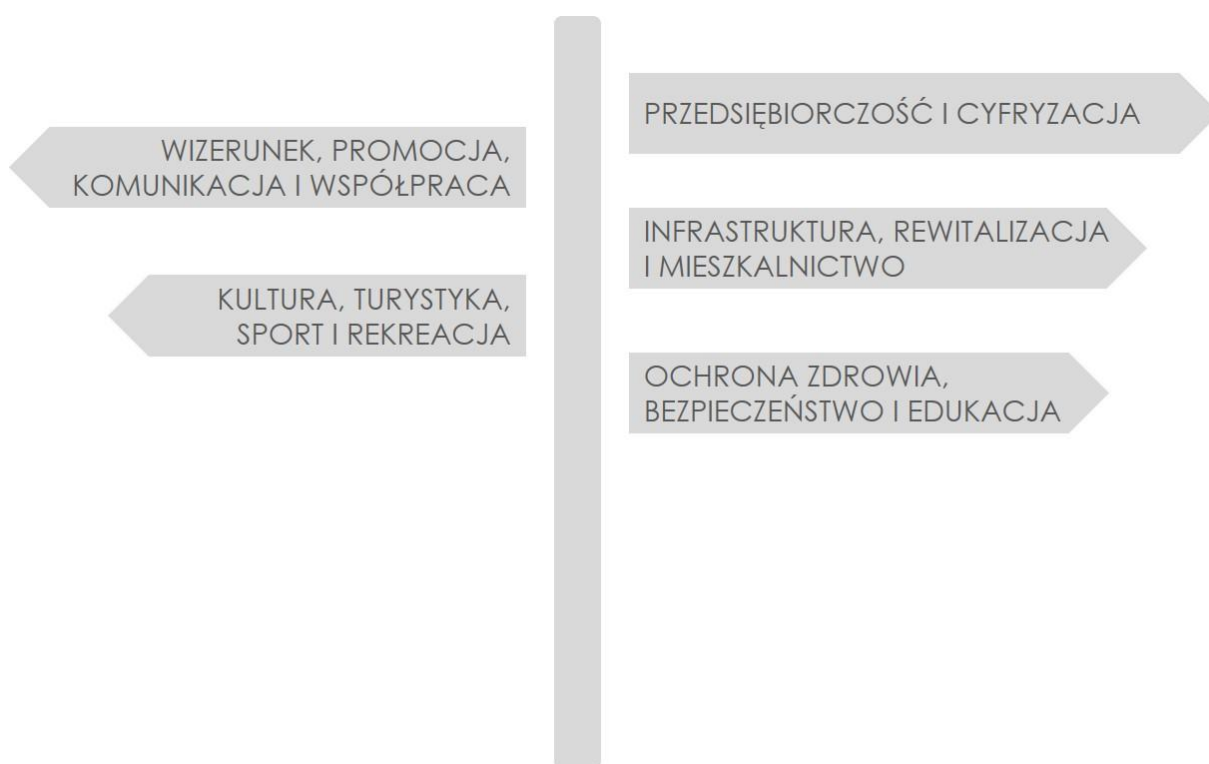 WIZERUNEK, PROMOCJA,
KOMUNIKACJA I WSPÓŁPRACA
KULTURA, TURYSTYKA,
SPORT I REKREACJA
PRZEDSIĘBIORCZOŚĆ I CYFRYZACJA
INFRASTRUKTURA, REWITALIZACJA
I MIESZKALNICTWO
OCHRONA ZDROWIA,
BEZPIECZEŃSTWO I EDUKACJA